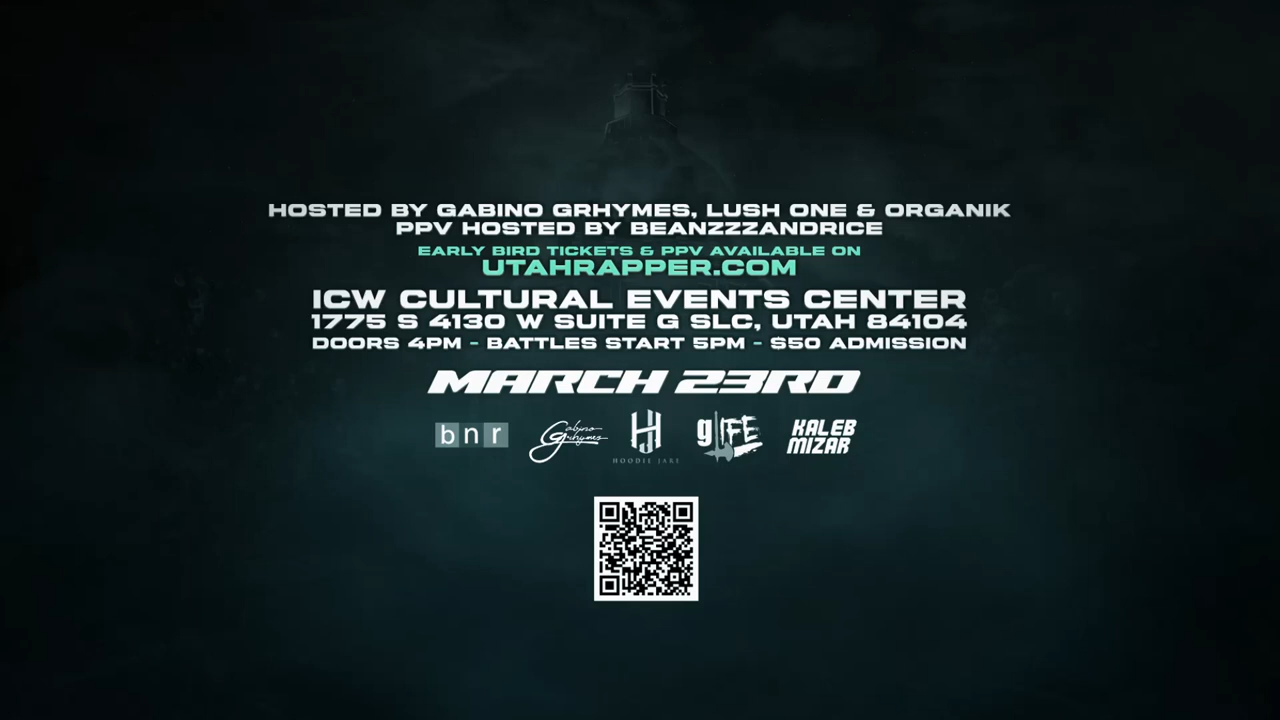 HOSTED BY GABINO GRHYMES, LUSH ONE & ORGANIK
PPV HOSTED BY BEANZZZANDRICE
EARLY BIRD TICKETS & PPV AVAILABLE ON
UTAHRAPPER.COM
ICW CULTURAL EVENTS CENTER
1775 S 4130 W SUITE G SLC, UTAH 84104
DOORS 4PM - BATTLES START 5PM - $50 ADMISSION
MARCH 23RD
bnr
Gabino Grhymes
HJ
HOODIE JAKE
gLIFE
KALEB
MIZAR